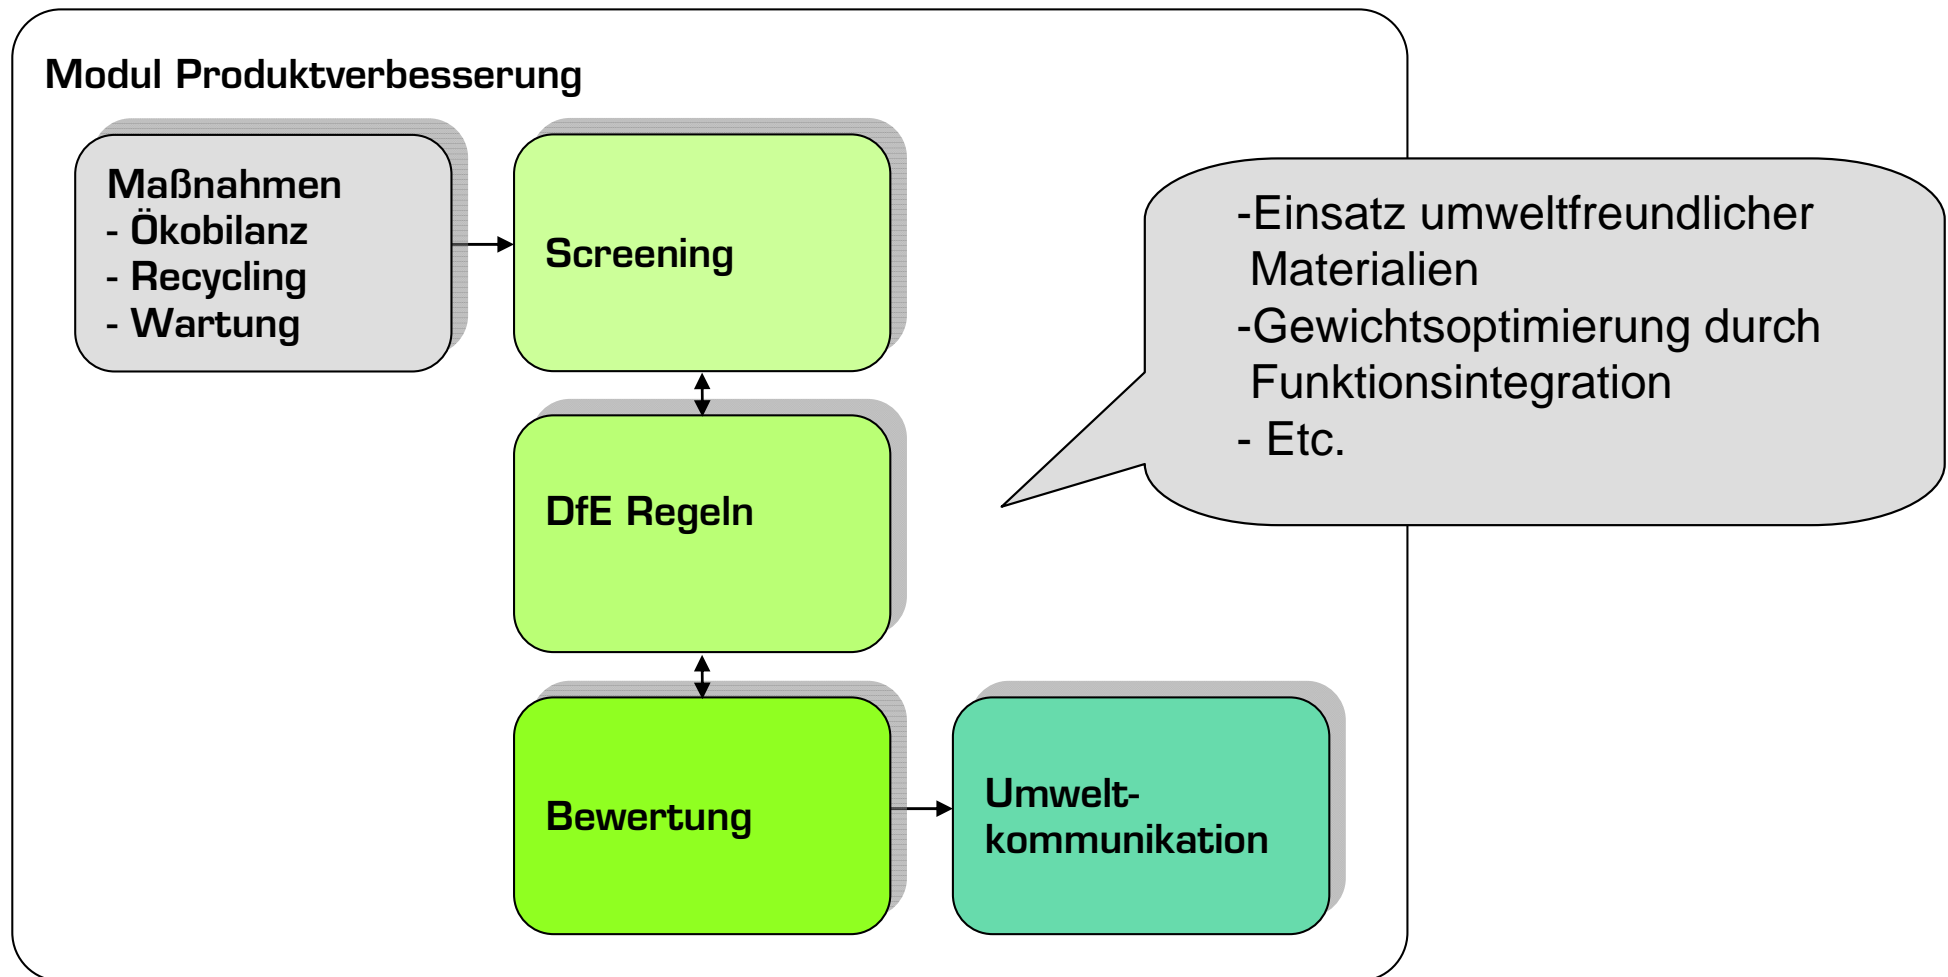 Modul Produktverbesserung
Maßnahmen
- Ökobilanz
- Recycling
- Wartung
Screening
-Einsatz umweltfreundlicher
Materialien
-Gewichtsoptimierung durch
Funktionsintegration
- Etc.
DfE Regeln
Bewertung
Umwelt-
kommunikation